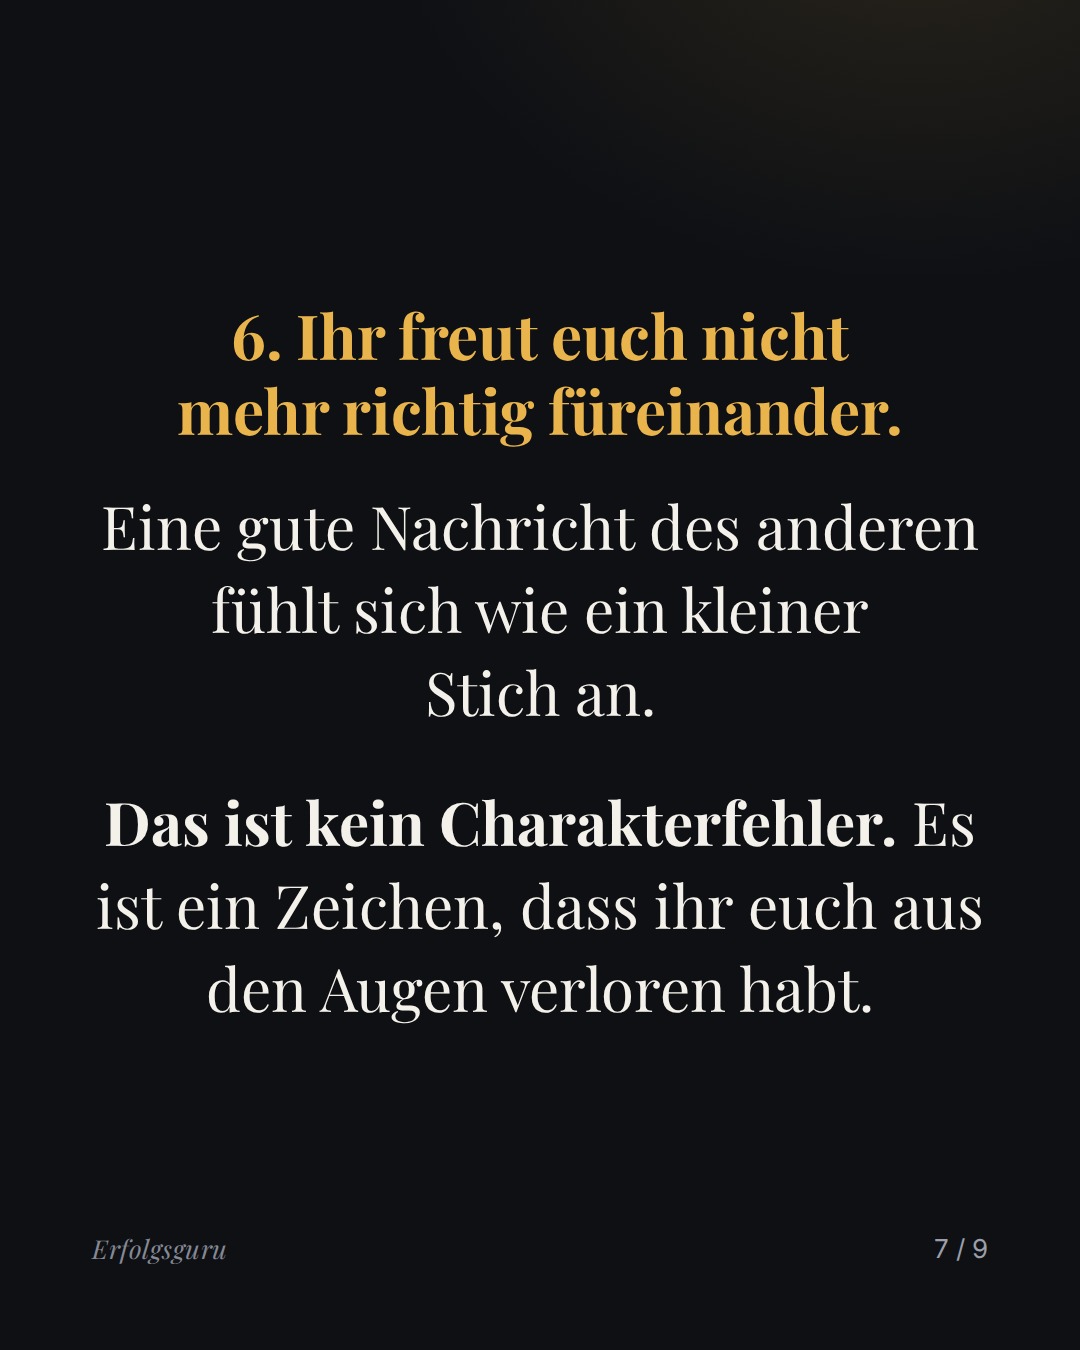 6. Ihr freut euch nicht
mehr richtig füreinander.
Eine gute Nachricht des anderen
fühlt sich wie ein kleiner
Stich an.
Das ist kein Charakterfehler. Es
ist ein Zeichen, dass ihr euch aus
den Augen verloren habt.
Erfolgsguru
7 / 9